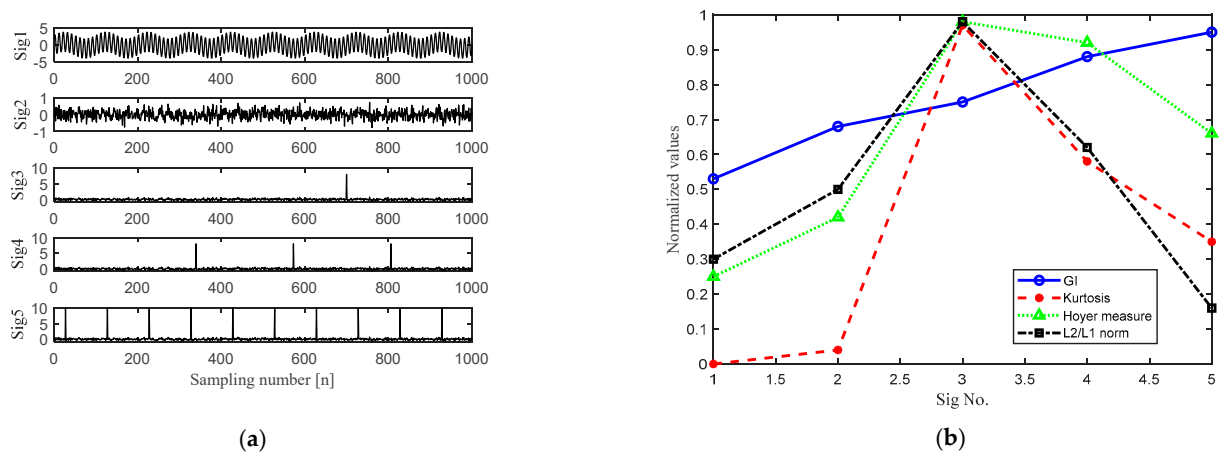 Sig1
5
0
-5
0 200 400 600 800 1000
Sig2
1
0
-1
0 200 400 600 800 1000
Sig3
10
5
0
0 200 400 600 800 1000
Sig4
10
5
0
0 200 400 600 800 1000
Sig5
10
5
0
0 200 400 600 800 1000
Sampling number [n]
(a)
Normalized values
1
0.9
0.8
0.7
0.6
0.5
0.4
0.3
0.2
0.1
0
GI
Kurtosis
Hoyer measure
L2/L1 norm
1 1.5 2 2.5 3 3.5 4 4.5 5
Sig No.
(b)